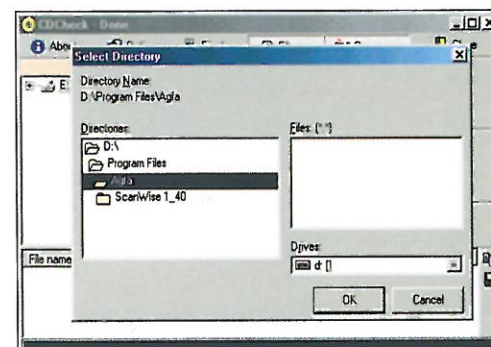 CDCheck - Done
Abou
Select Directory
Directory Name:
D:\Program Files\Agfa
Directories:
D:\
Program Files
Agfa
ScanWise 1_40
Files: (*.*)
Drives:
d: []
OK
Cancel
File name